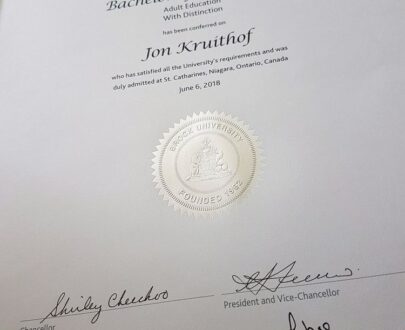 Bachelor
Adult Education
With Distinction
has been conferred on
Jon Kruithof
who has satisfied all the University's requirements and was
duly admitted at St. Catharines, Niagara, Ontario, Canada
June 6, 2018
BROCK UNIVERSITY
FOUNDED 1962
Shirley Cheechoo
Chancellor
President and Vice-Chancellor